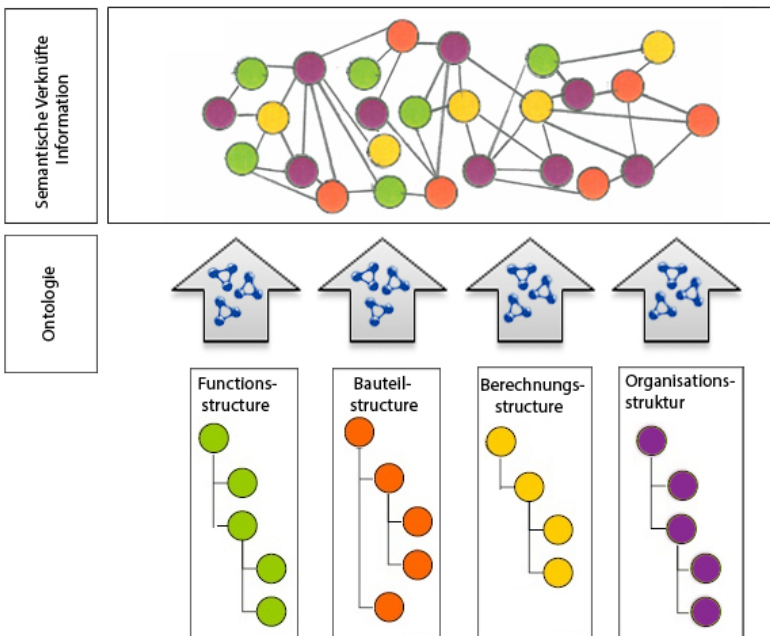 Semantische Verknüfte
Information
Ontologie
Functions-
structure
Bauteil-
structure
Berechnungs-
structure
Organisations-
struktur